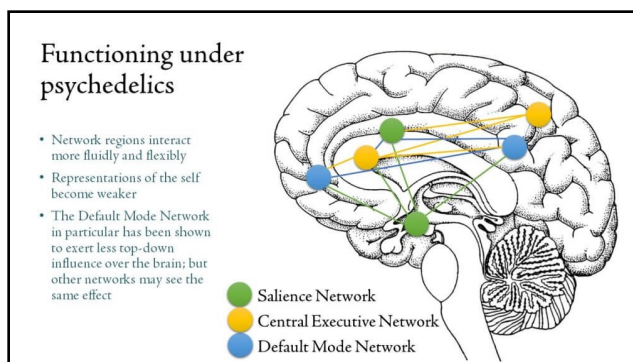 Functioning under
psychedelics
• Network regions interact
more fluidly and flexibly
• Representations of the self
become weaker
• The Default Mode Network
in particular has been shown
to exert less top-down
influence over the brain; but
other networks may see the
same effect
Salience Network
Central Executive Network
Default Mode Network